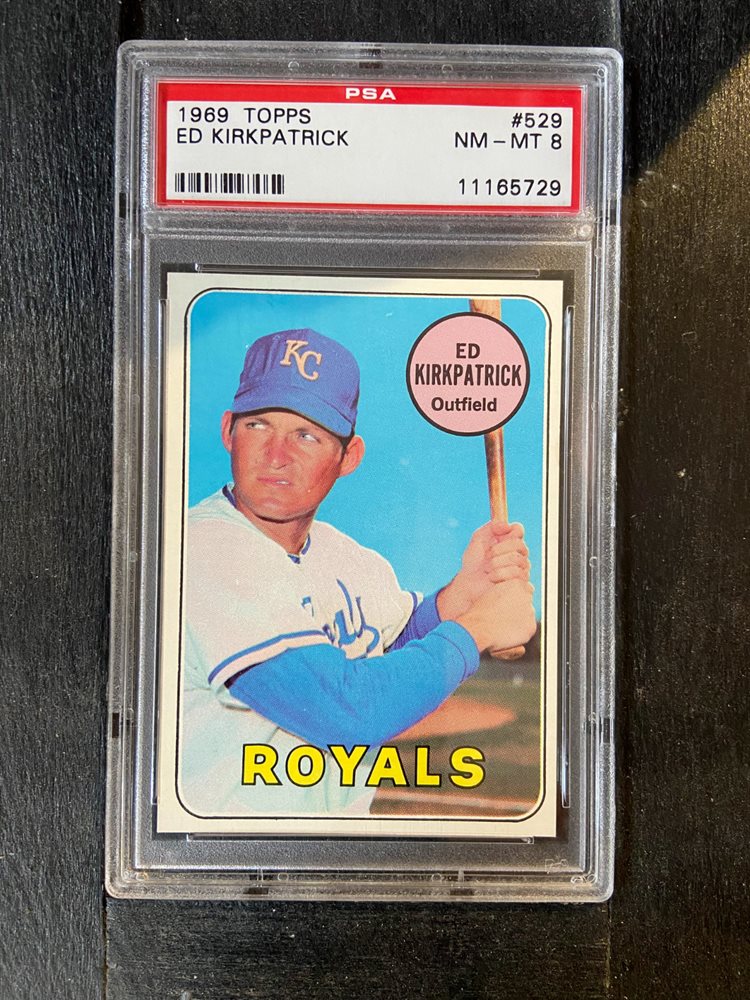 PSA
1969 TOPPS #529
ED KIRKPATRICK NM-MT 8
11165729
KC
ED
KIRKPATRICK
Outfield
ROYALS